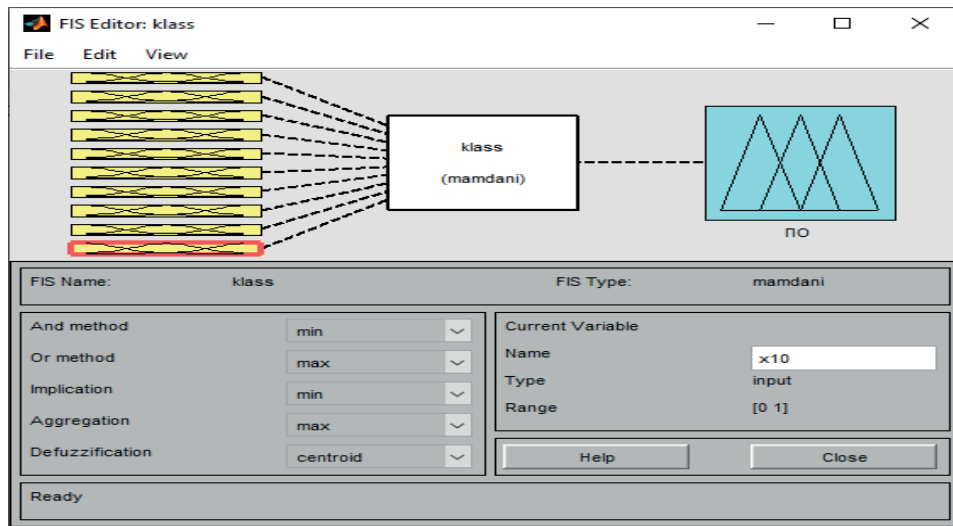 FIS Editor: klass
File Edit View
klass
(mamdani)
ПО
FIS Name: klass FIS Type: mamdani
And method min
Or method max
Implication min
Aggregation max
Defuzzification centroid
Current Variable
Name x10
Type input
Range [0 1]
Help Close
Ready